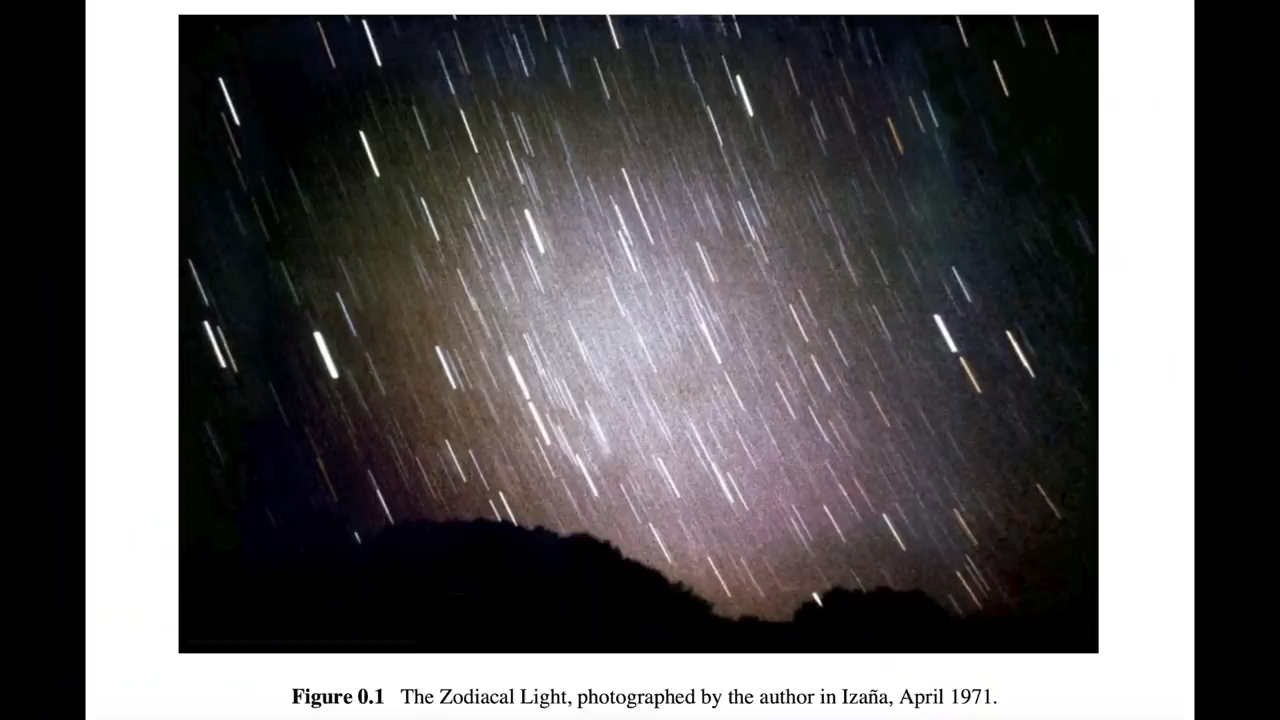 Figure 0.1 The Zodiacal Light, photographed by the author in Izaña, April 1971.